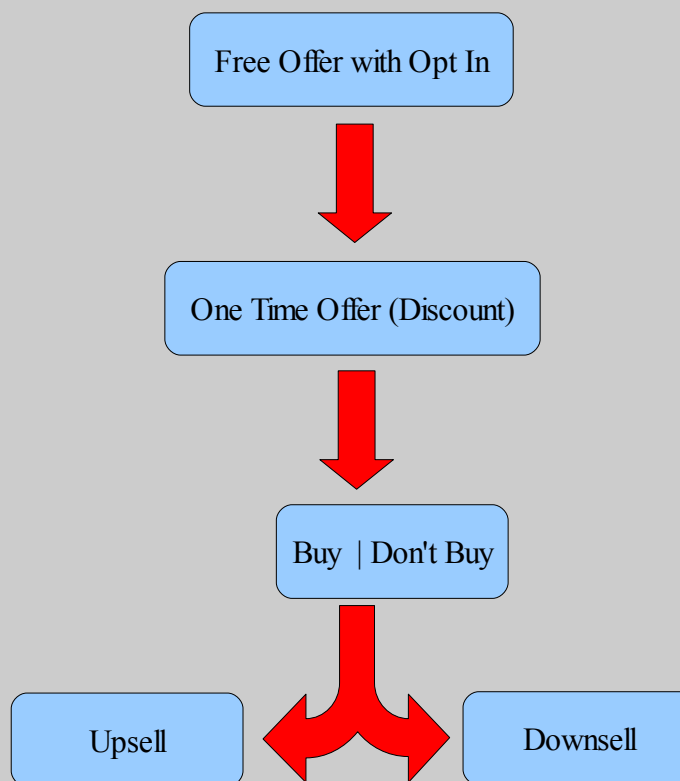 Free Offer with Opt In
One Time Offer (Discount)
Buy | Don't Buy
Upsell
Downsell